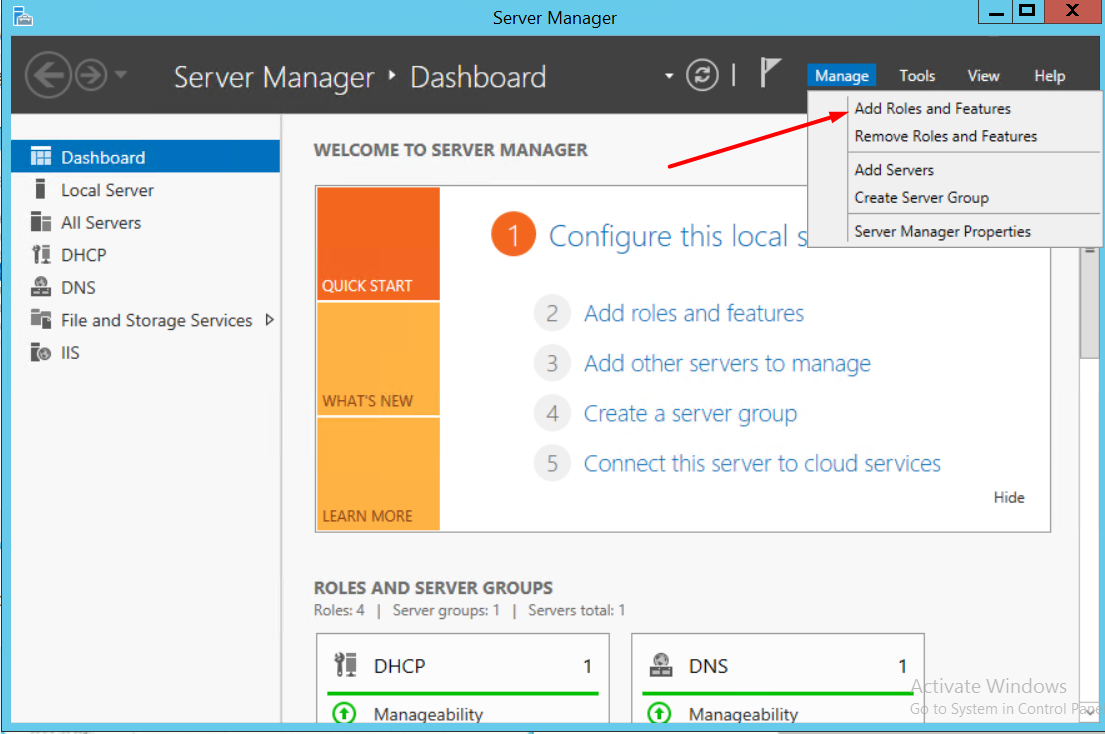 Server Manager
Server Manager ‣ Dashboard
Manage Tools View Help
Add Roles and Features
Remove Roles and Features
Add Servers
Create Server Group
Server Manager Properties
Dashboard
Local Server
All Servers
DHCP
DNS
File and Storage Services
IIS
WELCOME TO SERVER MANAGER
QUICK START
WHAT'S NEW
LEARN MORE
1 Configure this local s
2 Add roles and features
3 Add other servers to manage
4 Create a server group
5 Connect this server to cloud services
Hide
ROLES AND SERVER GROUPS
Roles: 4 | Server groups: 1 | Servers total: 1
DHCP 1
Manageability
DNS 1
Manageability
Activate Windows
Go to System in Control Pane